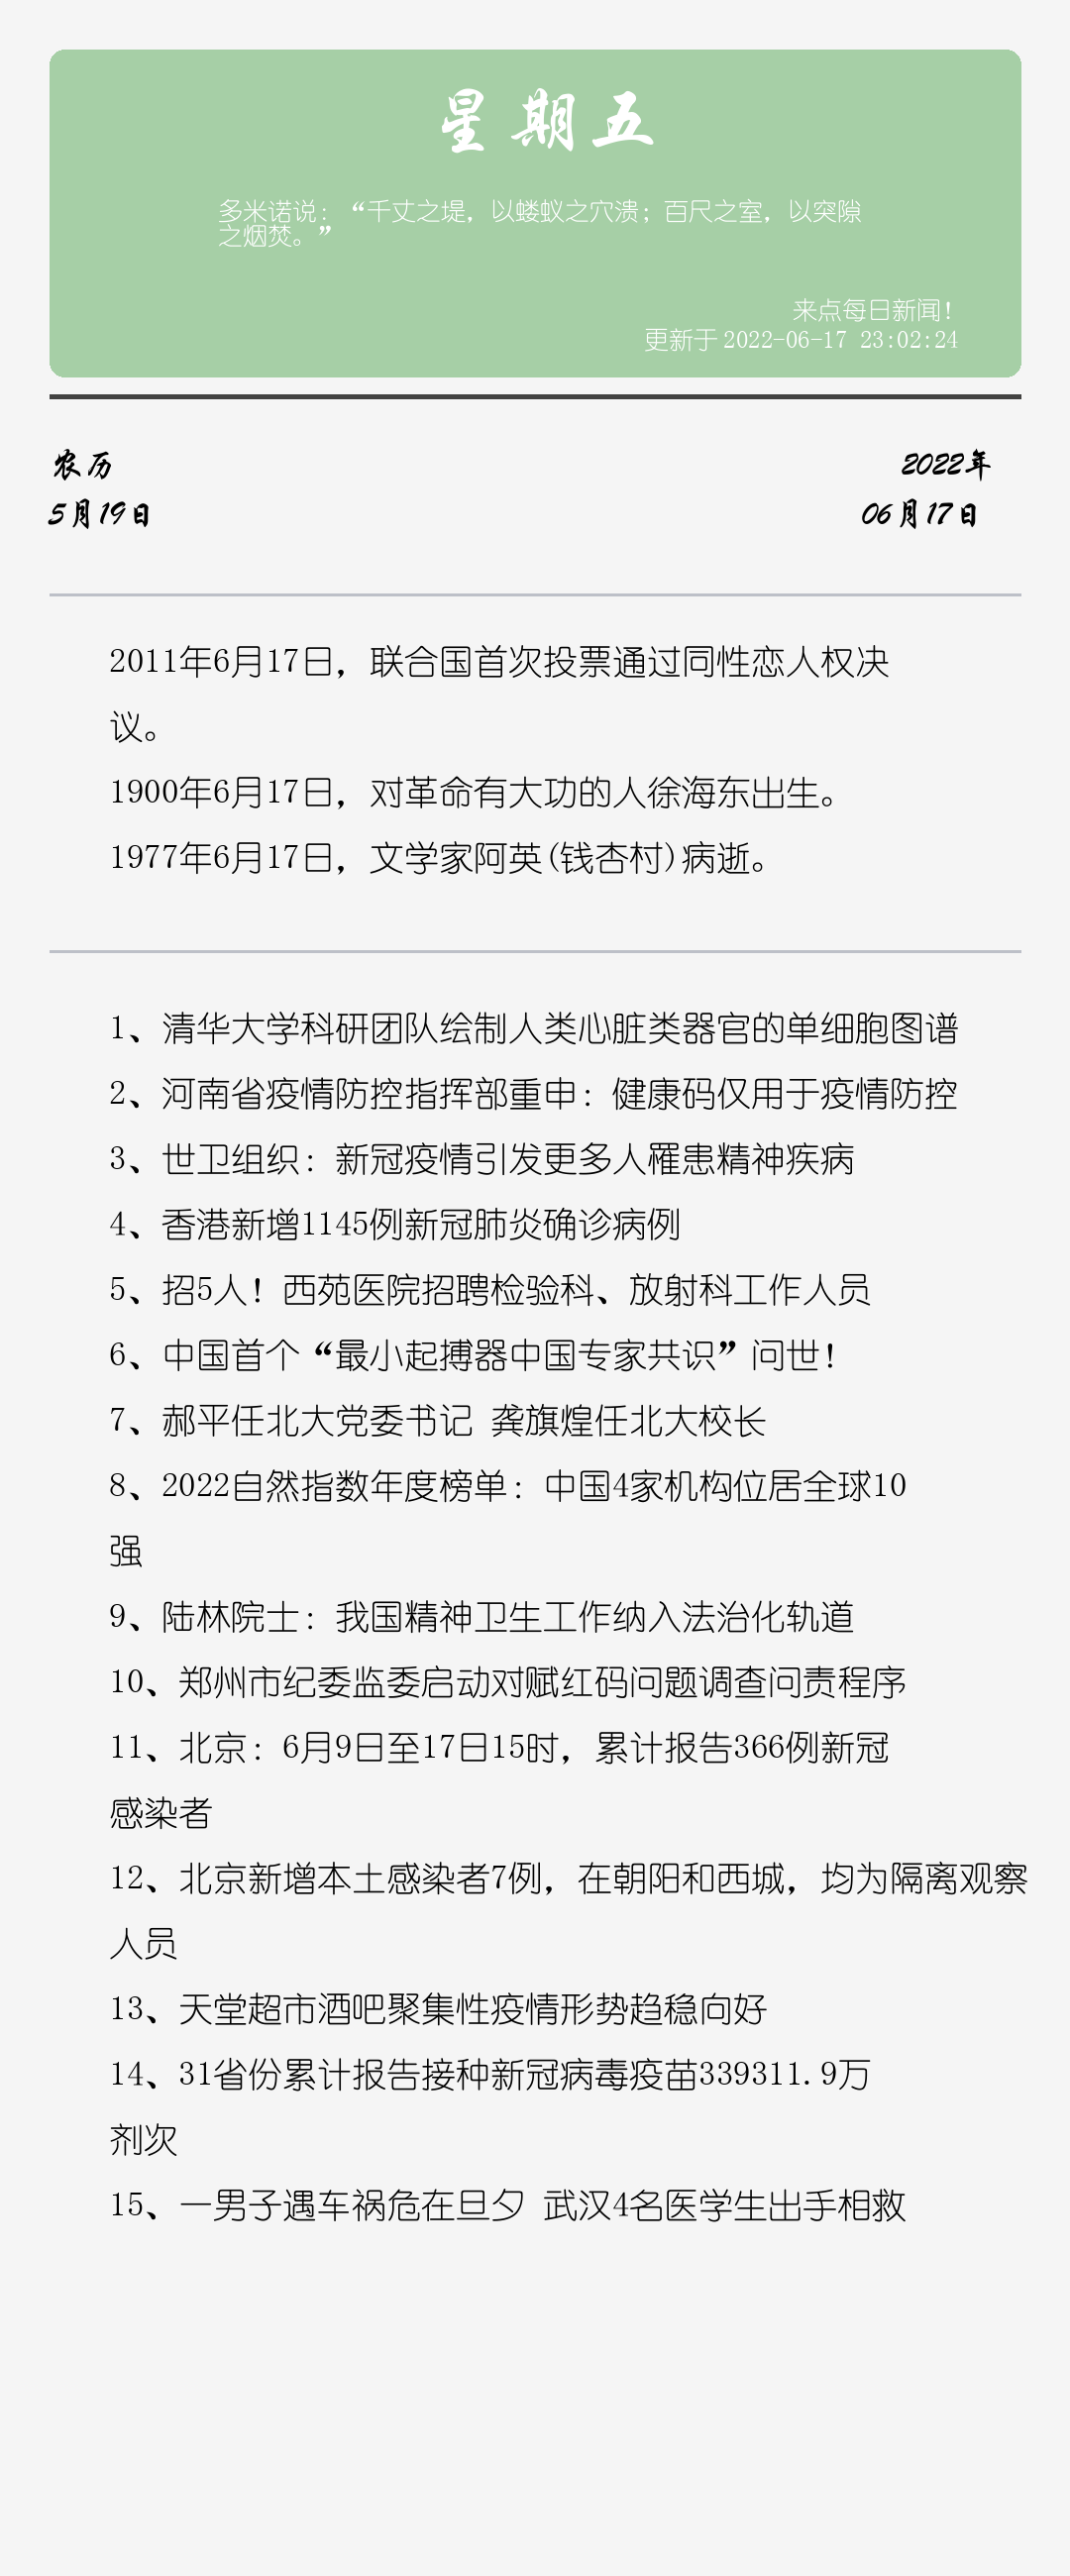 星期五
多米诺说：“千丈之堤，以蝼蚁之穴溃；百尺之室，以突隙
之烟焚。”
来点每日新闻！
更新于 2022-06-17 23:02:24
农历
2022年
5月19日
06月17日
2011年6月17日，联合国首次投票通过同性恋人权决
议。
1900年6月17日，对革命有大功的人徐海东出生。
1977年6月17日，文学家阿英(钱杏村)病逝。
1、清华大学科研团队绘制人类心脏类器官的单细胞图谱
2、河南省疫情防控指挥部重申：健康码仅用于疫情防控
3、世卫组织：新冠疫情引发更多人罹患精神疾病
4、香港新增1145例新冠肺炎确诊病例
5、招5人！西苑医院招聘检验科、放射科工作人员
6、中国首个“最小起搏器中国专家共识”问世！
7、郝平任北大党委书记 龚旗煌任北大校长
8、2022自然指数年度榜单：中国4家机构位居全球10
强
9、陆林院士：我国精神卫生工作纳入法治化轨道
10、郑州市纪委监委启动对赋红码问题调查问责程序
11、北京：6月9日至17日15时，累计报告366例新冠
感染者
12、北京新增本土感染者7例，在朝阳和西城，均为隔离观察
人员
13、天堂超市酒吧聚集性疫情形势趋稳向好
14、31省份累计报告接种新冠病毒疫苗339311.9万
剂次
15、一男子遇车祸危在旦夕 武汉4名医学生出手相救